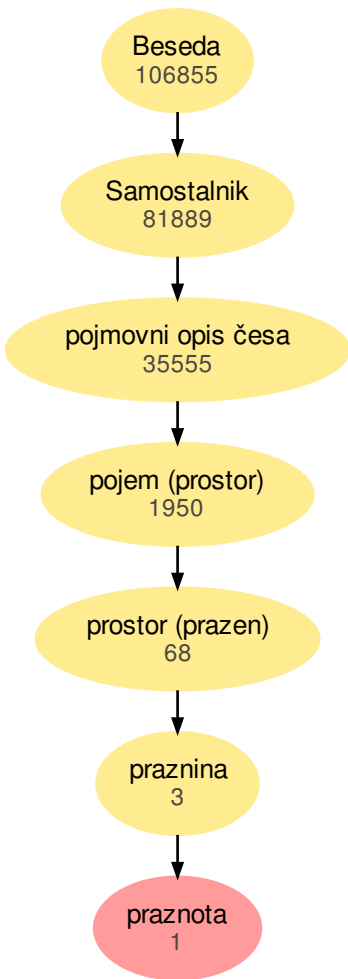 Beseda
106855
Samostalnik
81889
pojmovni opis česa
35555
pojem (prostor)
1950
prostor (prazen)
68
praznina
3
praznota
1